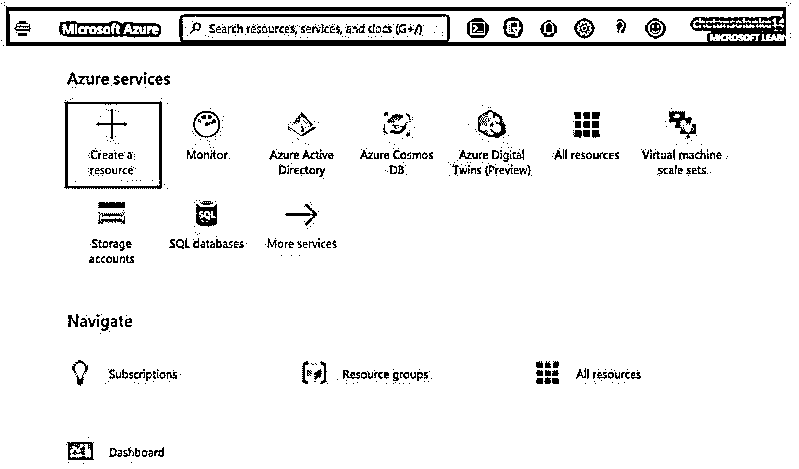 Microsoft Azure
Search resources, services, and docs (G+/)
MICROSOFT LEARN
Azure services
Create a
resource
Monitor
Azure Active
Directory
Azure Cosmos
DB
Azure Digital
Twins (Preview)
All resources
Virtual machine
scale sets
Storage
accounts
SQL
SQL databases
More services
Navigate
Subscriptions
Resource groups
All resources
Dashboard